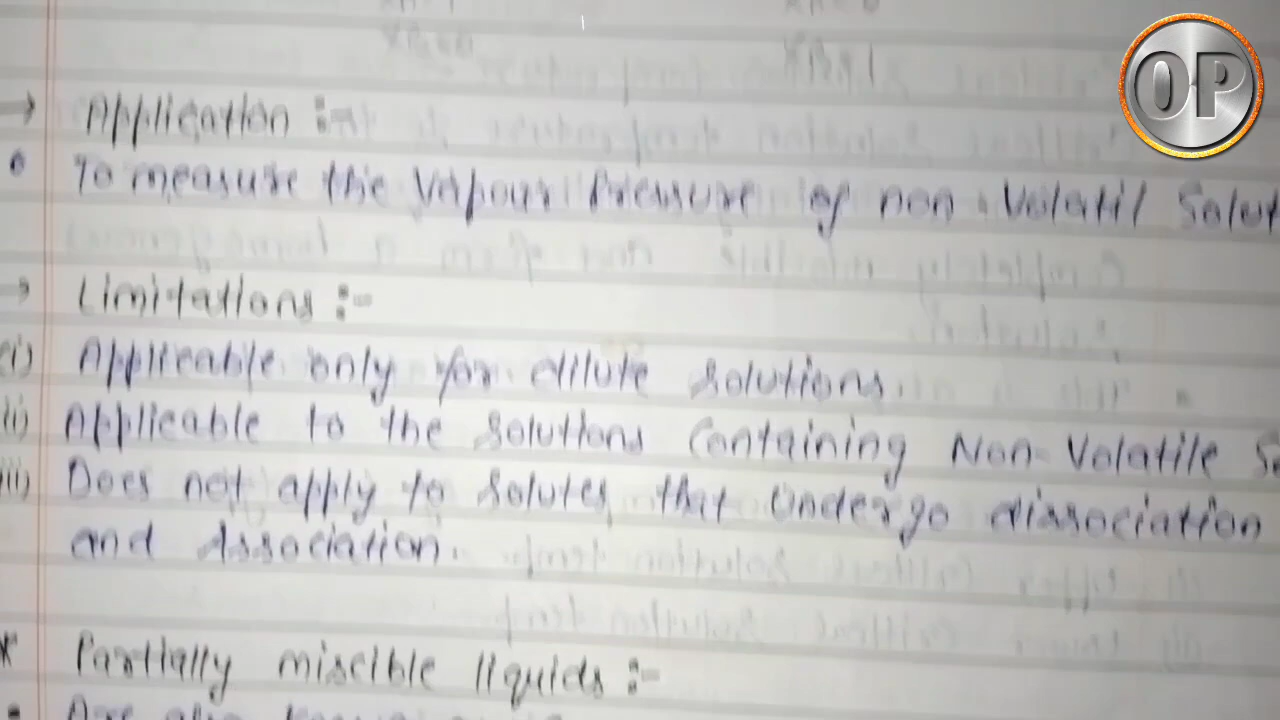 OP
→ Application :-
• To measure the Vapour Pressure of non-Volatil Solut
→ Limitations :-
(i) Applicable only for dilute solutions.
ii) Applicable to the solutions Containing Non-Volatile
iii) Does not apply to solutes that Undergo dissociation
and Association.
* Partially miscible liquids :-
• Are also